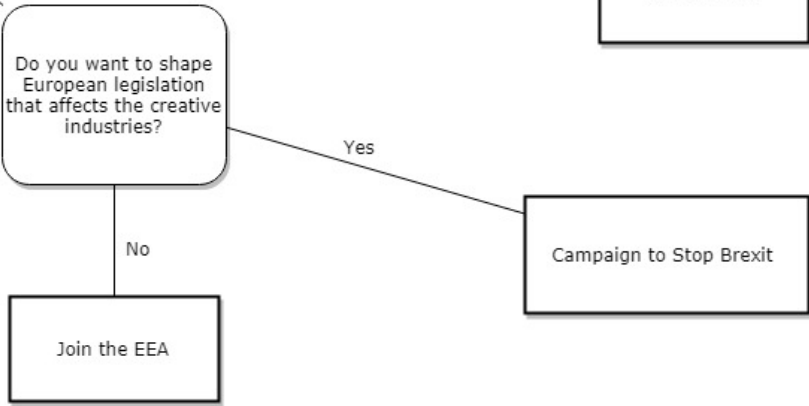 Do you want to shape
European legislation
that affects the creative
industries?
Yes
No
Campaign to Stop Brexit
Join the EEA